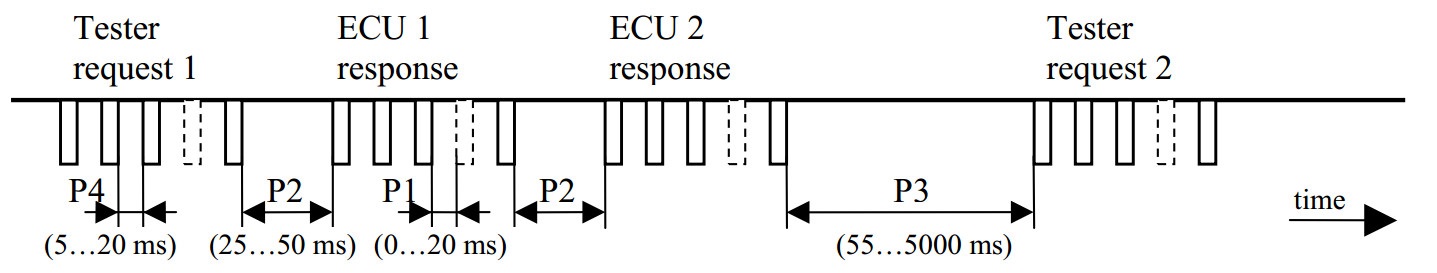 Tester
request 1
ECU 1
response
ECU 2
response
Tester
request 2
P4
P2
P1
P2
P3
time
(5…20 ms)
(25…50 ms)
(0…20 ms)
(55…5000 ms)